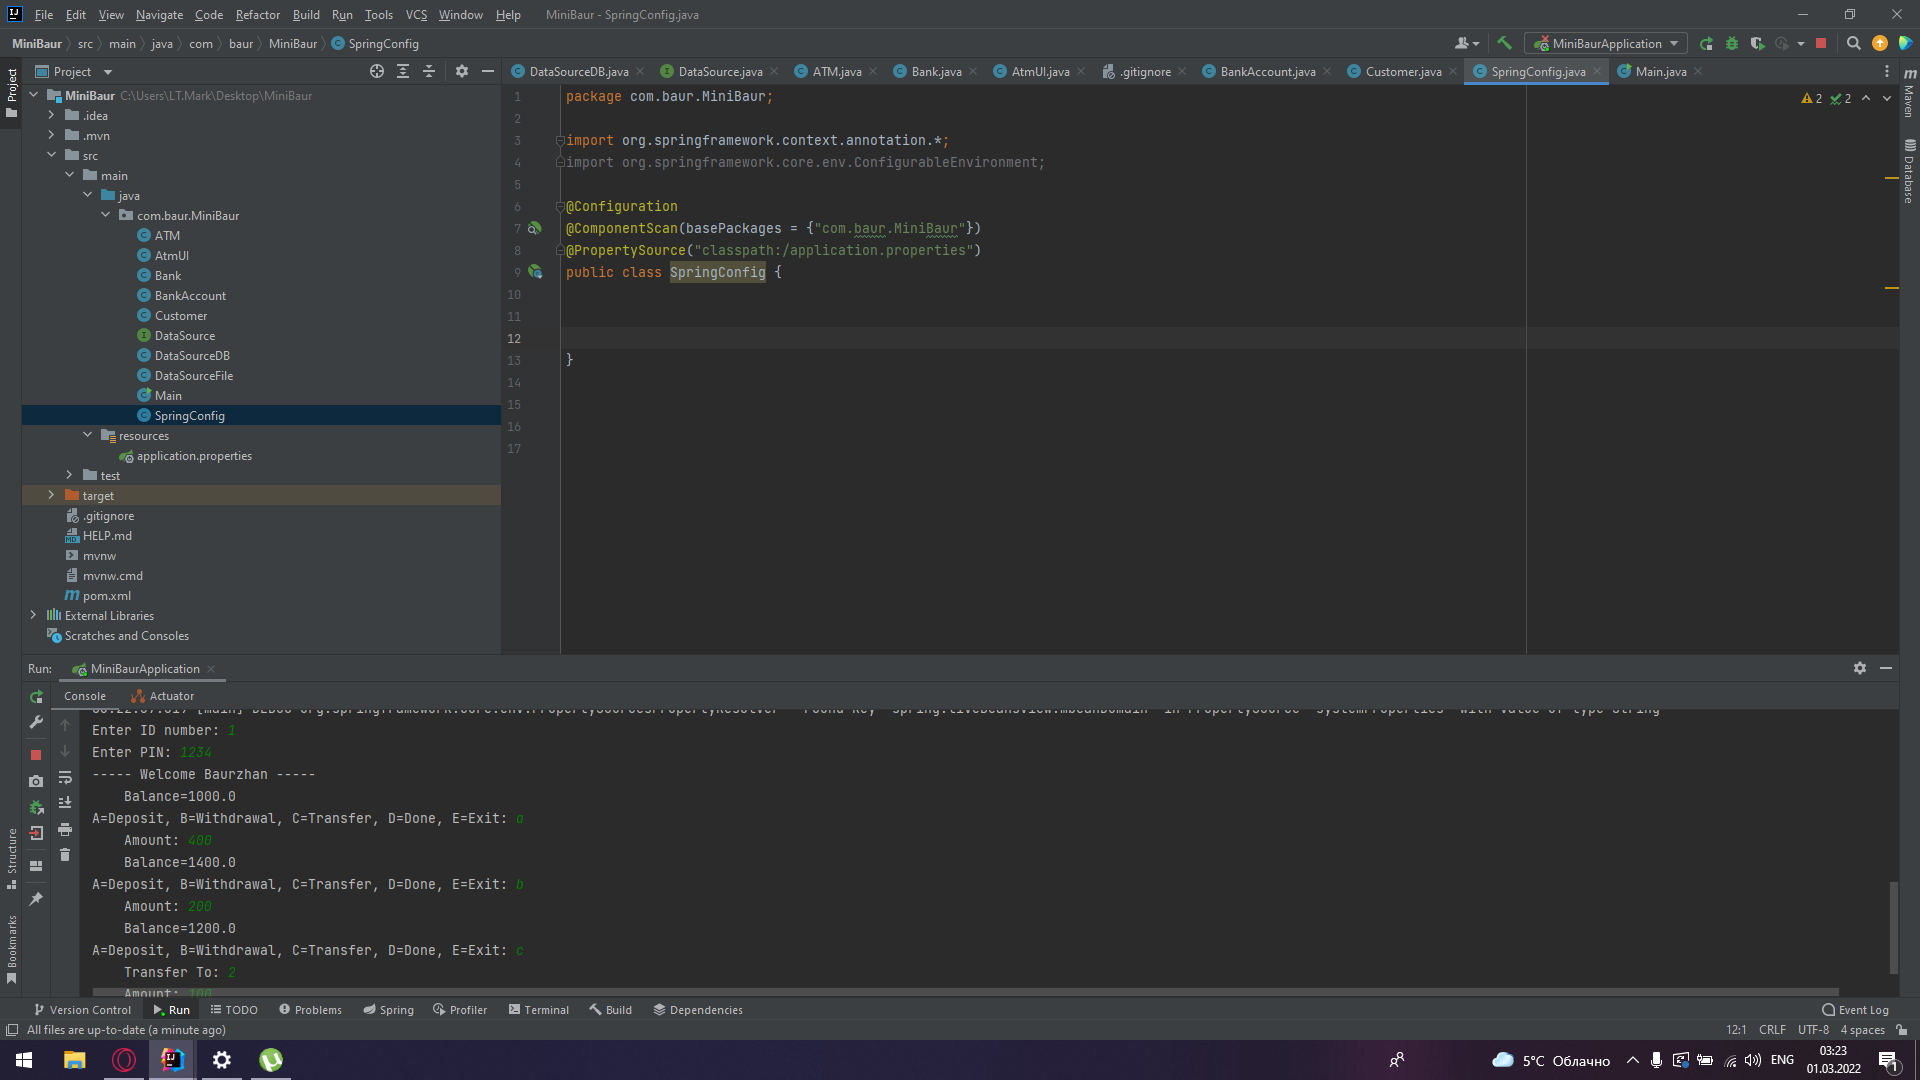 File Edit View Navigate Code Refactor Build Run Tools VCS Window Help MiniBaur - SpringConfig.java
MiniBaur src main java com baur MiniBaur SpringConfig MiniBaurApplication
Project
DataSourceDB.java DataSource.java ATM.java Bank.java AtmUI.java .gitignore BankAccount.java Customer.java SpringConfig.java Main.java
Project
Maven
Database
MiniBaur C:\Users\LT.Mark\Desktop\MiniBaur
.idea
.mvn
src
main
java
com.baur.MiniBaur
ATM
AtmUI
Bank
BankAccount
Customer
DataSource
DataSourceDB
DataSourceFile
Main
SpringConfig
resources
application.properties
test
target
.gitignore
HELP.md
mvnw
mvnw.cmd
pom.xml
External Libraries
Scratches and Consoles
2 2
1 package com.baur.MiniBaur;
2
3 import org.springframework.context.annotation.*;
4 import org.springframework.core.env.ConfigurableEnvironment;
5
6 @Configuration
7 @ComponentScan(basePackages = {"com.baur.MiniBaur"})
8 @PropertySource("classpath:/application.properties")
9 public class SpringConfig {
10
11
12
13 }
14
15
16
17
Run: MiniBaurApplication
Console Actuator
Enter ID number: 1
Enter PIN: 1234
----- Welcome Baurzhan -----
Balance=1000.0
A=Deposit, B=Withdrawal, C=Transfer, D=Done, E=Exit: a
Amount: 400
Balance=1400.0
A=Deposit, B=Withdrawal, C=Transfer, D=Done, E=Exit: b
Amount: 200
Balance=1200.0
A=Deposit, B=Withdrawal, C=Transfer, D=Done, E=Exit: c
Transfer To: 2
Amount: 100
Structure
Bookmarks
Version Control Run TODO Problems Spring Profiler Terminal Build Dependencies Event Log
All files are up-to-date (a minute ago) 12:1 CRLF UTF-8 4 spaces
5°C Облачно ENG 03:23
01.03.2022
1